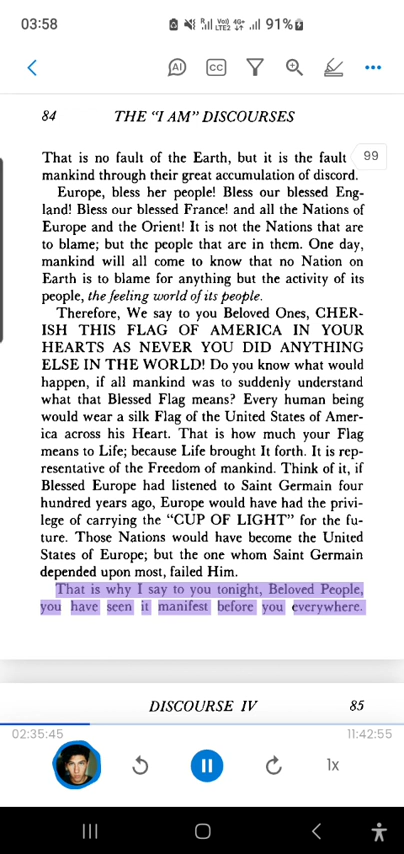 03:58
R VoD LTE2 4G+ 91%
AI CC
84 THE “I AM” DISCOURSES
99
That is no fault of the Earth, but it is the fault
mankind through their great accumulation of discord.
Europe, bless her people! Bless our blessed Eng-
land! Bless our blessed France! and all the Nations of
Europe and the Orient! It is not the Nations that are
to blame; but the people that are in them. One day,
mankind will all come to know that no Nation on
Earth is to blame for anything but the activity of its
people, the feeling world of its people.
Therefore, We say to you Beloved Ones, CHER-
ISH THIS FLAG OF AMERICA IN YOUR
HEARTS AS NEVER YOU DID ANYTHING
ELSE IN THE WORLD! Do you know what would
happen, if all mankind was to suddenly understand
what that Blessed Flag means? Every human being
would wear a silk Flag of the United States of Amer-
ica across his Heart. That is how much your Flag
means to Life; because Life brought It forth. It is rep-
resentative of the Freedom of mankind. Think of it, if
Blessed Europe had listened to Saint Germain four
hundred years ago, Europe would have had the privi-
lege of carrying the “CUP OF LIGHT” for the fu-
ture. Those Nations would have become the United
States of Europe; but the one whom Saint Germain
depended upon most, failed Him.
That is why I say to you tonight, Beloved People,
you have seen it manifest before you everywhere.
DISCOURSE IV 85
02:35:45 11:42:55
1x